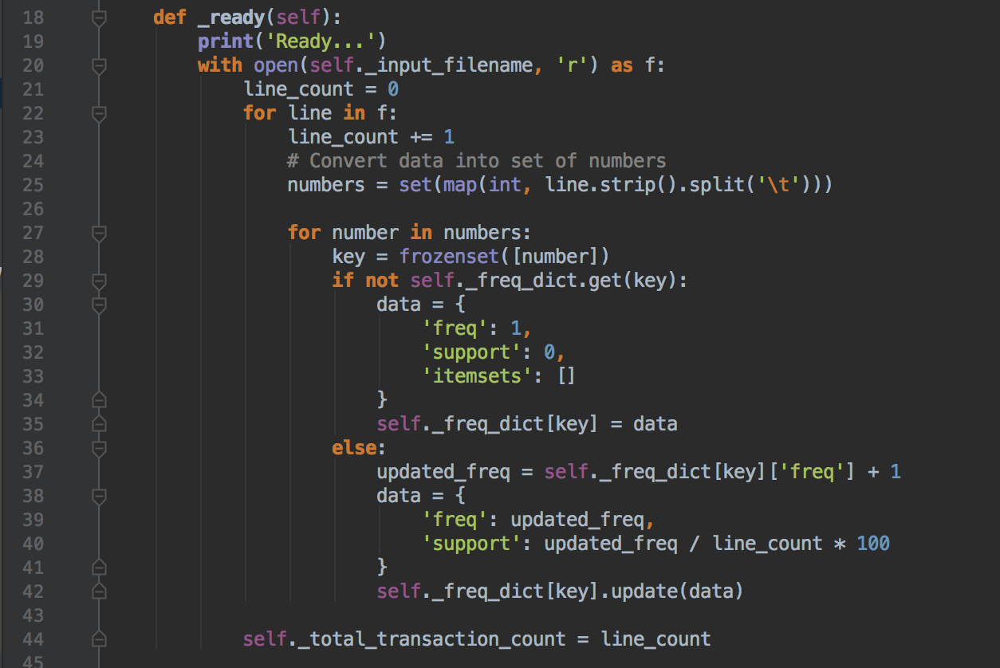 18 def _ready(self):
19 print('Ready...')
20 with open(self._input_filename, 'r') as f:
21 line_count = 0
22 for line in f:
23 line_count += 1
24 # Convert data into set of numbers
25 numbers = set(map(int, line.strip().split('\t')))
26
27 for number in numbers:
28 key = frozenset([number])
29 if not self._freq_dict.get(key):
30 data = {
31 'freq': 1,
32 'support': 0,
33 'itemsets': []
34 }
35 self._freq_dict[key] = data
36 else:
37 updated_freq = self._freq_dict[key]['freq'] + 1
38 data = {
39 'freq': updated_freq,
40 'support': updated_freq / line_count * 100
41 }
42 self._freq_dict[key].update(data)
43
44 self._total_transaction_count = line_count
45